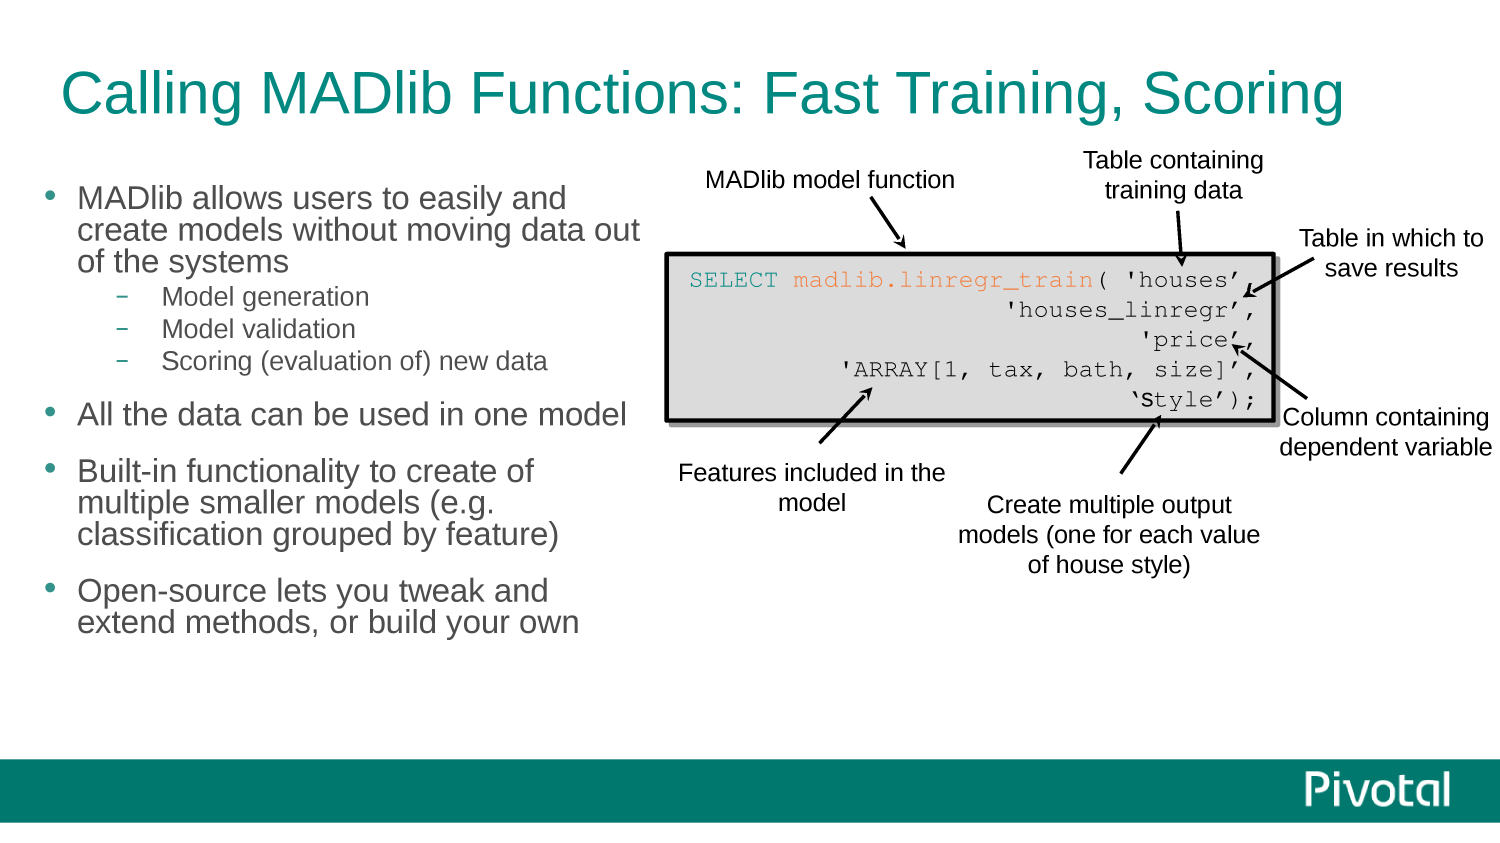 Calling MADlib Functions: Fast Training, Scoring
• MADlib allows users to easily and
create models without moving data out
of the systems
– Model generation
– Model validation
– Scoring (evaluation of) new data
• All the data can be used in one model
• Built-in functionality to create of
multiple smaller models (e.g.
classification grouped by feature)
• Open-source lets you tweak and
extend methods, or build your own
MADlib model function
Table containing
training data
Table in which to
save results
SELECT madlib.linregr_train( 'houses’,
'houses_linregr’,
'price’,
'ARRAY[1, tax, bath, size]’,
‘Style’);
Column containing
dependent variable
Features included in the
model
Create multiple output
models (one for each value
of house style)
Pivotal